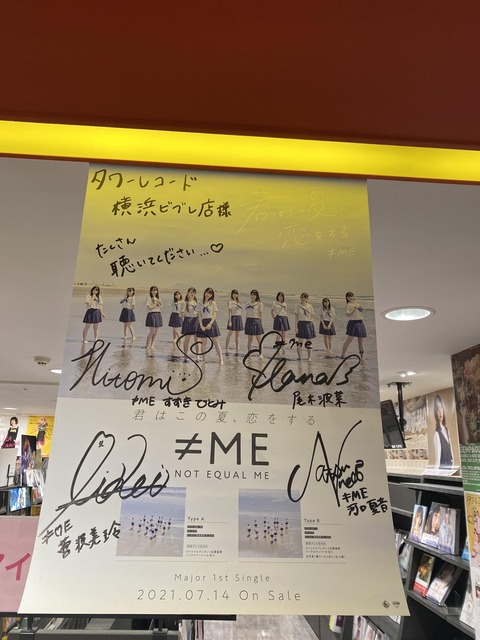 タワーレコード
横浜ビブレ店様
君はこの夏
恋をする
≠ME
たくさん
聴いてください…♡
Hitomi
≠ME すずきひとみ
≠me
Hana
尾木波菜
君はこの夏、恋をする
≠ME
NOT EQUAL ME
≠ME
菅波美玲
≠ME
河口夏音
Type A
Type B
Major 1st Single
2021.07.14 On Sale